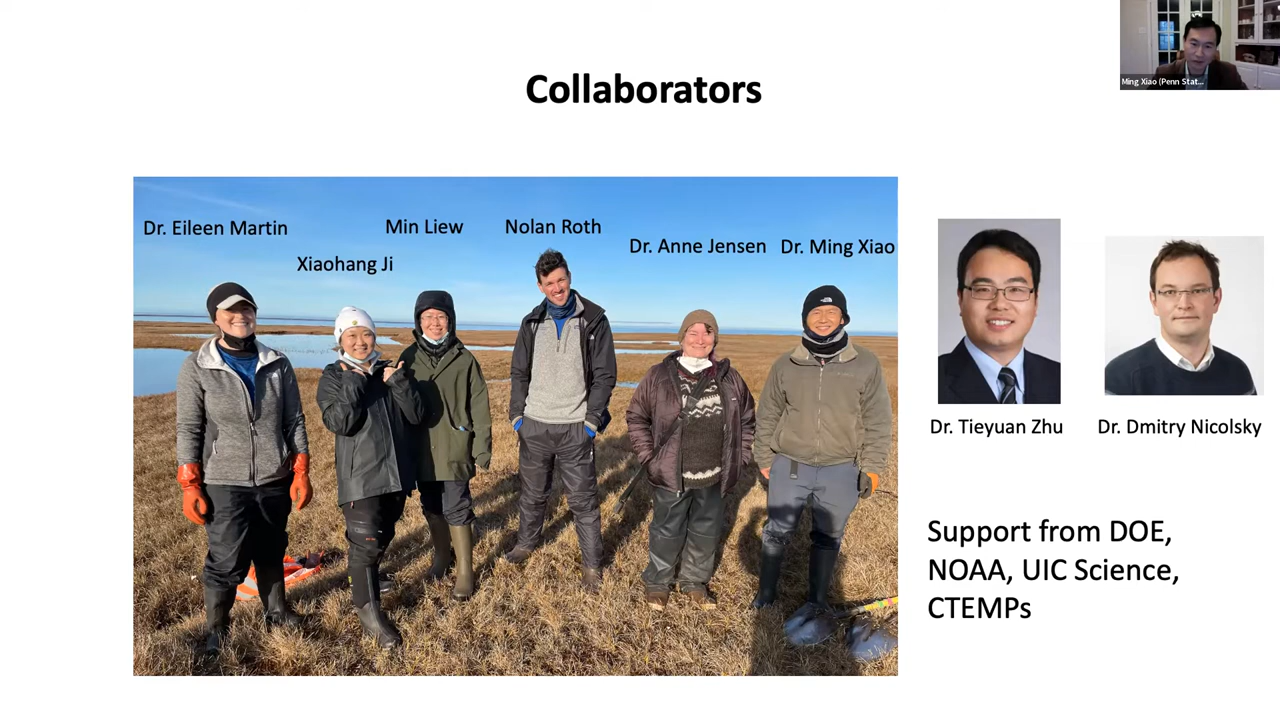 Collaborators
Ming Xiao (Penn Stat...
Dr. Eileen Martin
Xiaohang Ji
Min Liew
Nolan Roth
Dr. Anne Jensen
Dr. Ming Xiao
Dr. Tieyuan Zhu
Dr. Dmitry Nicolsky
Support from DOE,
NOAA, UIC Science,
CTEMPs